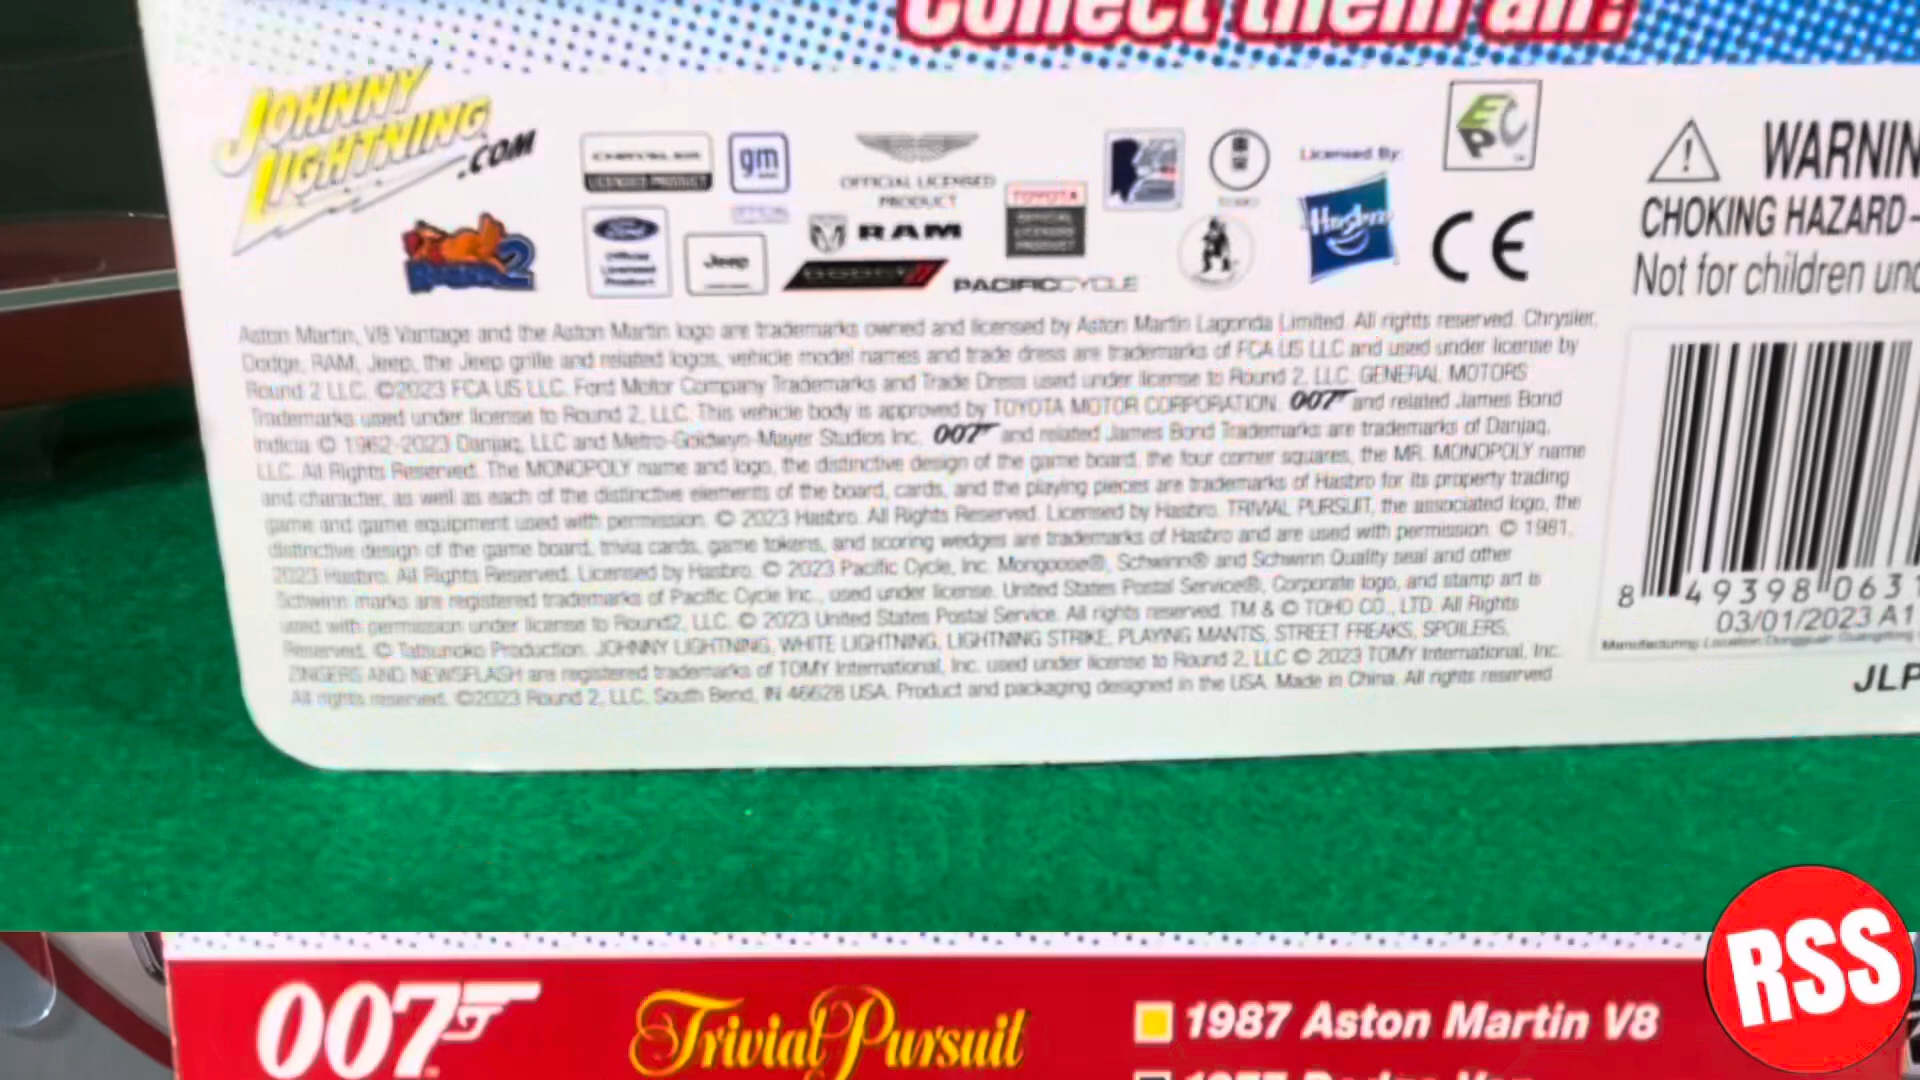 Collect them all!
JOHNNY
LIGHTNING
.COM
CHRYSLER
LICENSED PRODUCT
gm
OFFICIAL
OFFICIAL LICENSED
PRODUCT
TOYOTA
OFFICIAL
LICENSED
PRODUCT
Licensed By:
Hasbro
EPC
CE
2
Ford
Official
Licensed
Product
Jeep
RAM
DODGE
PACIFIC CYCLE
WARNIN
CHOKING HAZARD-
Not for children und
Aston Martin, V8 Vantage and the Aston Martin logo are trademarks owned and licensed by Aston Martin Lagonda Limited. All rights reserved. Chrysler,
Dodge, RAM, Jeep, the Jeep grille and related logos, vehicle model names and trade dress are trademarks of FCA US LLC and used under license by
Round 2 LLC. ©2023 FCA US LLC. Ford Motor Company Trademarks and Trade Dress used under license to Round 2, LLC. GENERAL MOTORS
Trademarks used under license to Round 2, LLC. This vehicle body is approved by TOYOTA MOTOR CORPORATION. 007 and related James Bond
Indicia © 1962-2023 Danjaq, LLC and Metro-Goldwyn-Mayer Studios Inc. 007 and related James Bond Trademarks are trademarks of Danjaq,
LLC. All Rights Reserved. The MONOPOLY name and logo, the distinctive design of the game board, the four corner squares, the MR. MONOPOLY name
and character, as well as each of the distinctive elements of the board, cards, and the playing pieces are trademarks of Hasbro for its property trading
game and game equipment used with permission. © 2023 Hasbro. All Rights Reserved. Licensed by Hasbro. TRIVIAL PURSUIT, the associated logo, the
distinctive design of the game board, trivia cards, game tokens, and scoring wedges are trademarks of Hasbro and are used with permission. © 1981,
2023 Hasbro. All Rights Reserved. Licensed by Hasbro. © 2023 Pacific Cycle, Inc. Mongoose®, Schwinn® and Schwinn Quality seal and other
Schwinn marks are registered trademarks of Pacific Cycle Inc., used under license. United States Postal Service®, Corporate logo, and stamp art is
used with permission under license to Round2, LLC. © 2023 United States Postal Service. All rights reserved. TM & © TOHO CO., LTD. All Rights
Reserved. © Tatsunoko Production. JOHNNY LIGHTNING, WHITE LIGHTNING, LIGHTNING STRIKE, PLAYING MANTIS, STREET FREAKS, SPOILERS,
ZINGERS AND NEWSFLASH are registered trademarks of TOMY International, Inc. used under license to Round 2, LLC © 2023 TOMY International, Inc.
All rights reserved. ©2023 Round 2, LLC. South Bend, IN 46628 USA. Product and packaging designed in the USA. Made in China. All rights reserved
8 49398 0631
03/01/2023 A1
Manufacturing Location: Dongguan Guangdong
JLP
007
Trivial Pursuit
1987 Aston Martin V8
1977 Dodge Van
RSS